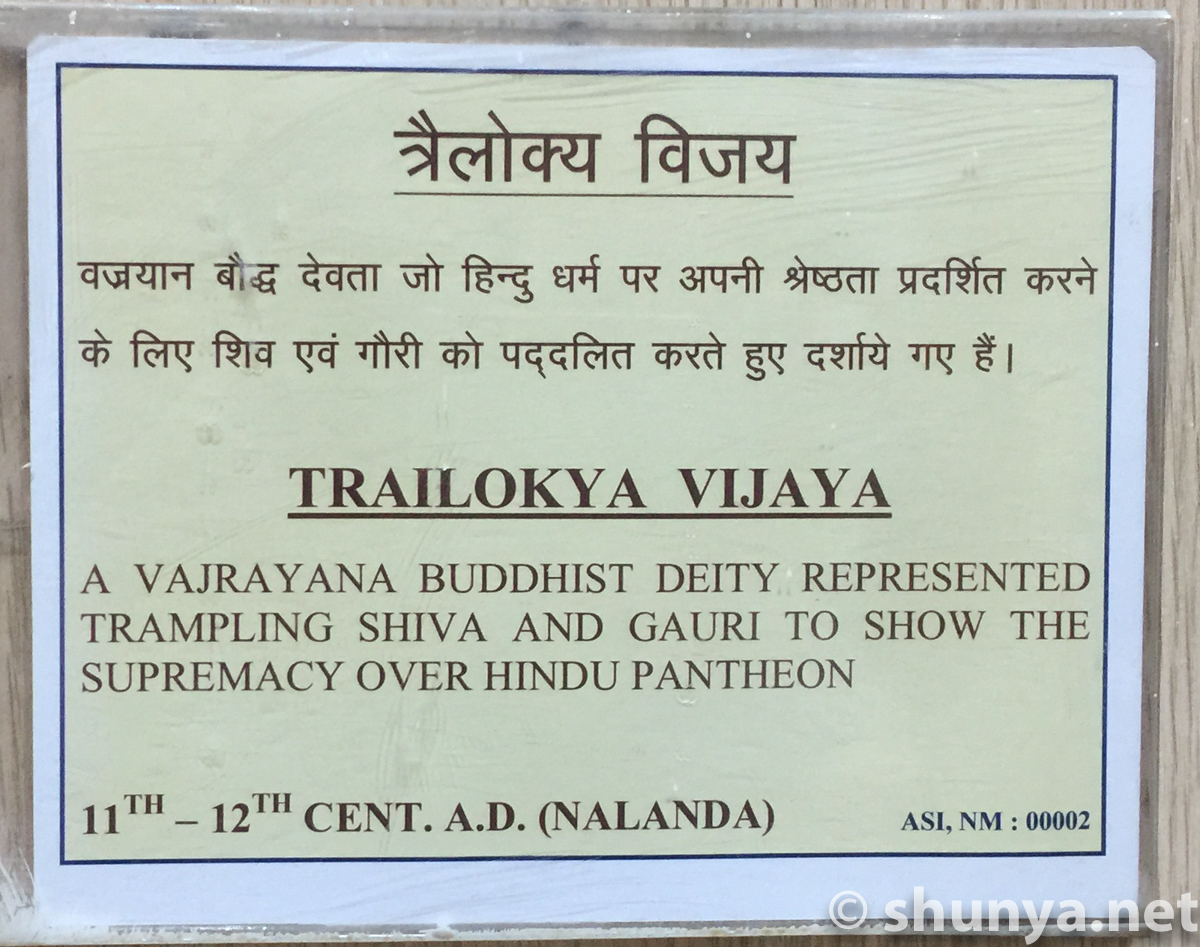 त्रैलोक्य विजय
वज्रयान बौद्ध देवता जो हिन्दु धर्म पर अपनी श्रेष्ठता प्रदर्शित करने
के लिए शिव एवं गौरी को पद्दलित करते हुए दर्शाये गए हैं।
TRAILOKYA VIJAYA
A VAJRAYANA BUDDHIST DEITY REPRESENTED
TRAMPLING SHIVA AND GAURI TO SHOW THE
SUPREMACY OVER HINDU PANTHEON
11TH – 12TH CENT. A.D. (NALANDA)
ASI, NM : 00002
© shunya.net